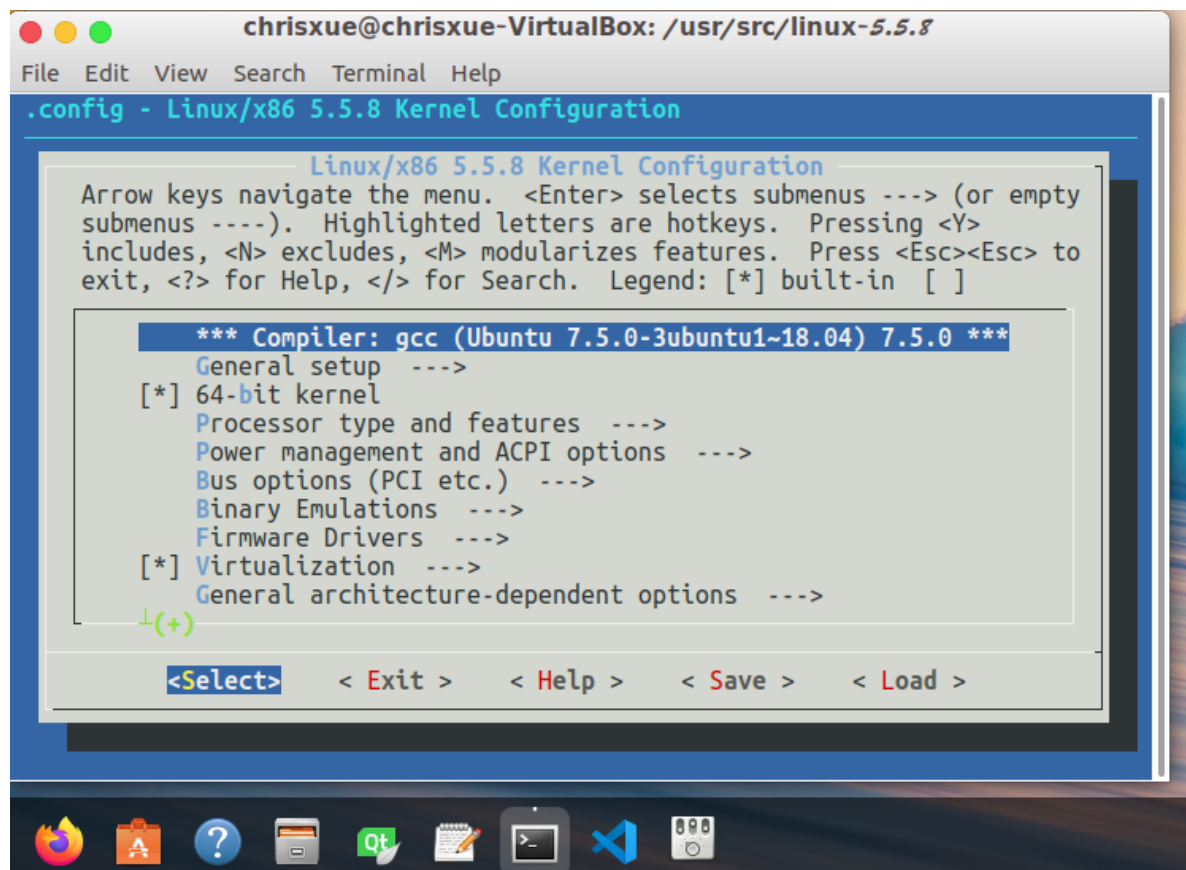 chrisxue@chrisxue-VirtualBox: /usr/src/linux-5.5.8
File Edit View Search Terminal Help
.config - Linux/x86 5.5.8 Kernel Configuration
Linux/x86 5.5.8 Kernel Configuration
Arrow keys navigate the menu.  <Enter> selects submenus ---> (or empty
submenus ----).  Highlighted letters are hotkeys.  Pressing <Y>
includes, <N> excludes, <M> modularizes features.  Press <Esc><Esc> to
exit, <?> for Help, </> for Search.  Legend: [*] built-in  [ ]
*** Compiler: gcc (Ubuntu 7.5.0-3ubuntu1~18.04) 7.5.0 ***
General setup  --->
[*] 64-bit kernel
Processor type and features  --->
Power management and ACPI options  --->
Bus options (PCI etc.)  --->
Binary Emulations  --->
Firmware Drivers  --->
[*] Virtualization  --->
General architecture-dependent options  --->
┴(+)
<Select>    < Exit >    < Help >    < Save >    < Load >
Qt